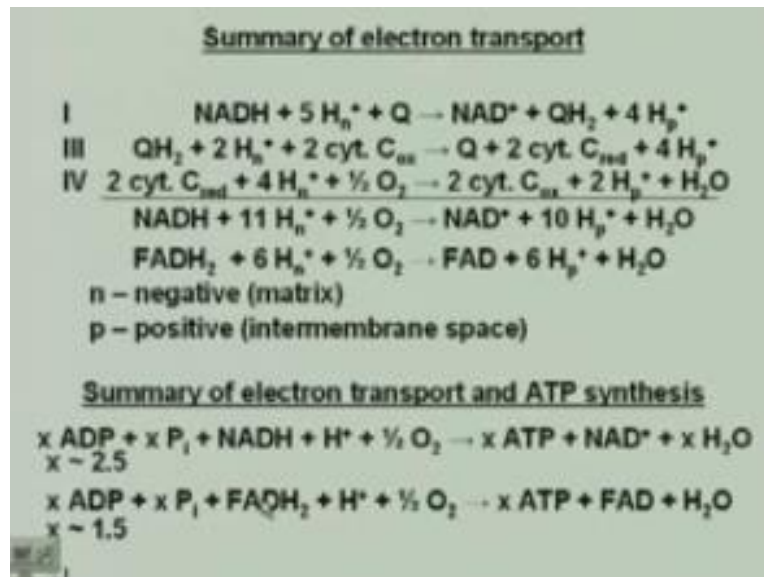 Summary of electron transport
I NADH + 5 Hₙ⁺ + Q → NAD⁺ + QH₂ + 4 Hₚ⁺
III QH₂ + 2 Hₙ⁺ + 2 cyt. Cₒₓ → Q + 2 cyt. C_red + 4 Hₚ⁺
IV 2 cyt. C_red + 4 Hₙ⁺ + ½ O₂ → 2 cyt. Cₒₓ + 2 Hₚ⁺ + H₂O
NADH + 11 Hₙ⁺ + ½ O₂ → NAD⁺ + 10 Hₚ⁺ + H₂O
FADH₂ + 6 Hₙ⁺ + ½ O₂ → FAD + 6 Hₚ⁺ + H₂O
n – negative (matrix)
p – positive (intermembrane space)
Summary of electron transport and ATP synthesis
x ADP + x Pᵢ + NADH + H⁺ + ½ O₂ → x ATP + NAD⁺ + x H₂O
x ~ 2.5
x ADP + x Pᵢ + FADH₂ + H⁺ + ½ O₂ → x ATP + FAD + H₂O
x ~ 1.5